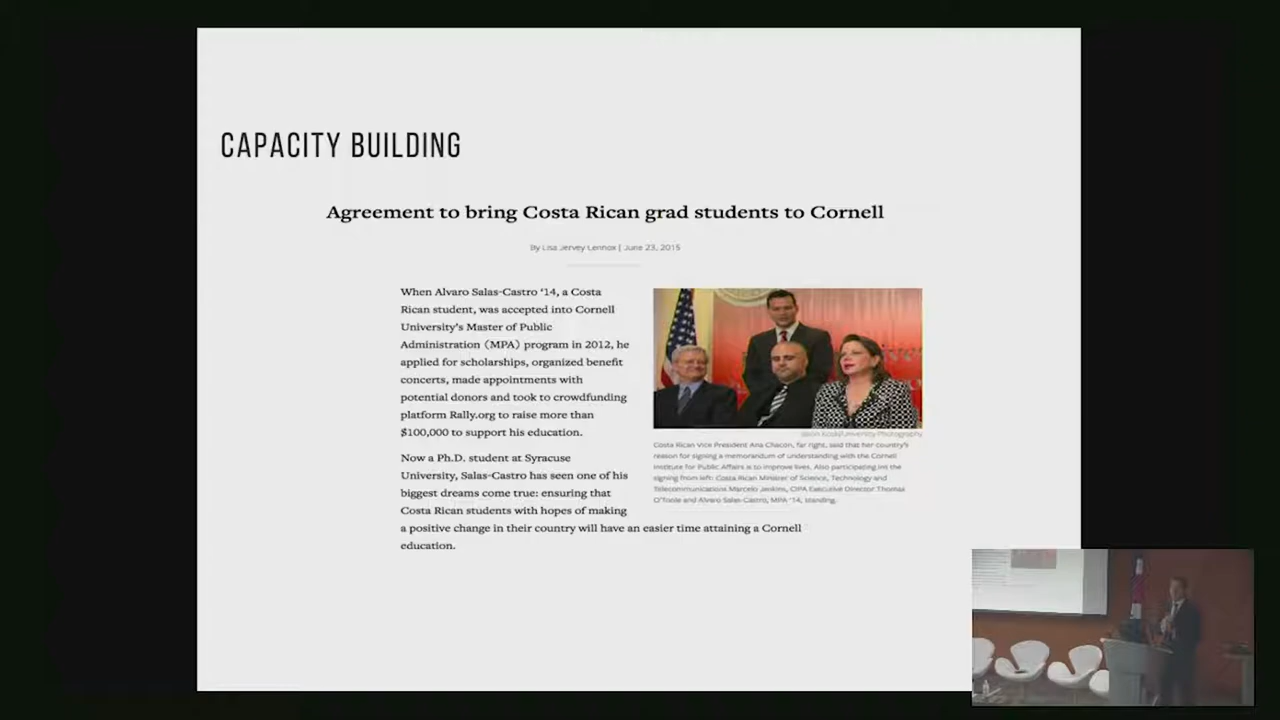 CAPACITY BUILDING
Agreement to bring Costa Rican grad students to Cornell
By Lisa Jervey Lennox | June 23, 2015
When Alvaro Salas-Castro '14, a Costa
Rican student, was accepted into Cornell
University's Master of Public
Administration (MPA) program in 2012, he
applied for scholarships, organized benefit
concerts, made appointments with
potential donors and took to crowdfunding
platform Rally.org to raise more than
$100,000 to support his education.
Now a Ph.D. student at Syracuse
University, Salas-Castro has seen one of his
biggest dreams come true: ensuring that
Costa Rican students with hopes of making
a positive change in their country will have an easier time attaining a Cornell
education.
Jason Koski/University Photography
Costa Rican Vice President Ana Chacon, far right, said that her country's
reason for signing a memorandum of understanding with the Cornell
Institute for Public Affairs is to improve lives. Also participating int the
signing from left: Costa Rican Minister of Science, Technology and
Telecommunications Marcelo Jenkins, CIPA Executive Director Thomas
O'Toole and Alvaro Salas-Castro, MPA '14, standing.